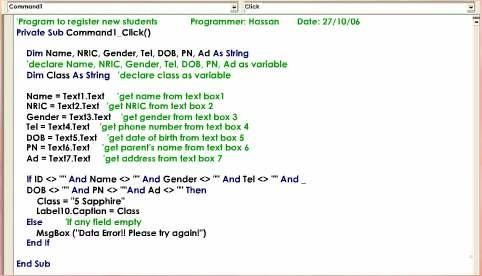 Command1 Click
'Program to register new students Programmer: Hassan Date: 27/10/06
Private Sub Command1_Click()
Dim Name, NRIC, Gender, Tel, DOB, PN, Ad As String
'declare Name, NRIC, Gender, Tel, DOB, PN, Ad as variable
Dim Class As String 'declare class as variable
Name = Text1.Text 'get name from text box1
NRIC = Text2.Text 'get NRIC from text box 2
Gender = Text3.Text 'get gender from text box 3
Tel = Text4.Text 'get phone number from text box 4
DOB = Text5.Text 'get date of birth from text box 5
PN = Text6.Text 'get parent's name from text box 6
Ad = Text7.Text 'get address from text box 7
If ID <> "" And Name <> "" And Gender <> "" And Tel <> "" And _
DOB <> "" And PN <> ""And Ad <> "" Then
Class = "5 Sapphire"
Label10.Caption = Class
Else 'if any field empty
MsgBox ("Data Error!! Please try again!")
End If
End Sub